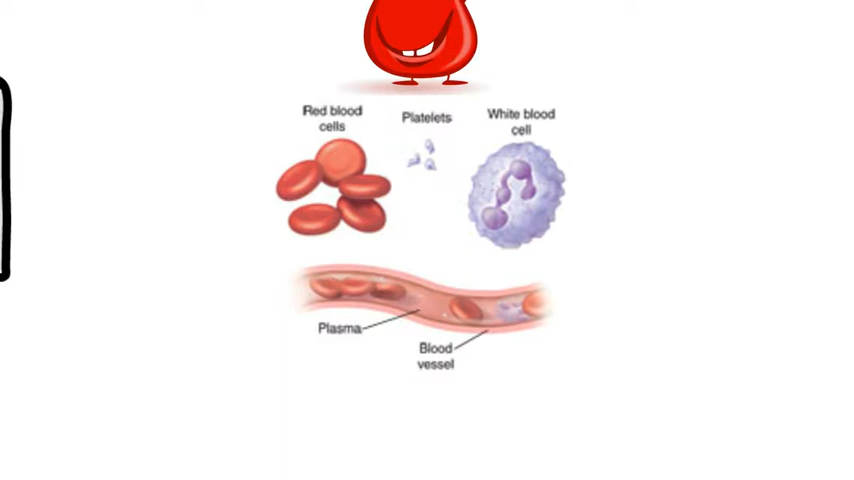 Red blood
cells
Platelets
White blood
cell
Plasma
Blood
vessel